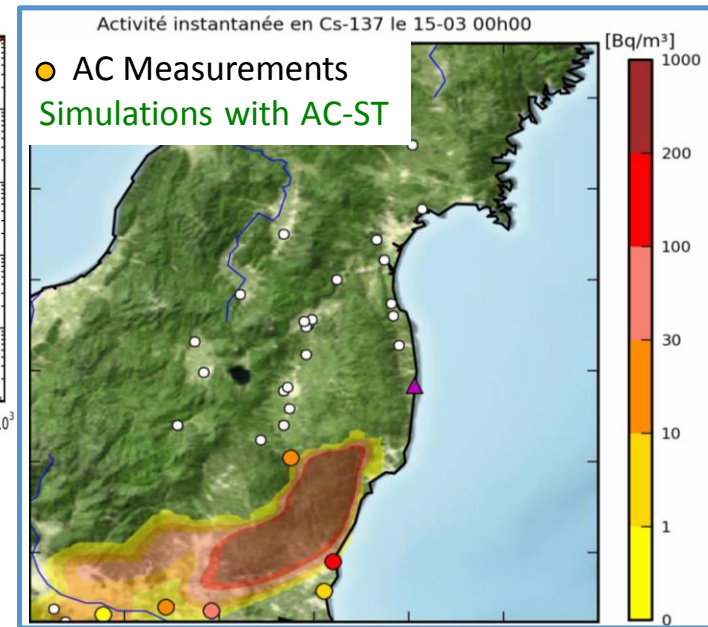 Activité instantanée en Cs-137 le 15-03 00h00
[Bq/m³]
AC Measurements
Simulations with AC-ST
1000
200
100
30
10
1
0